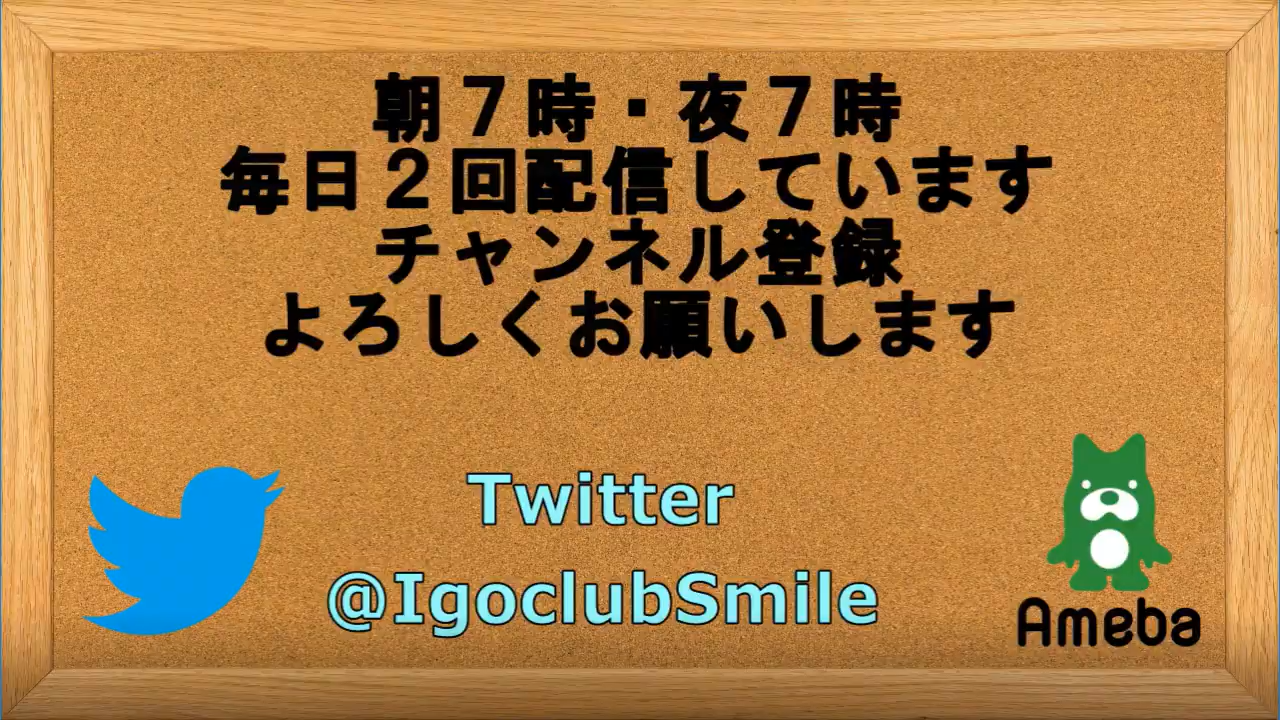 朝７時・夜７時
毎日２回配信しています
チャンネル登録
よろしくお願いします
Twitter
@IgoclubSmile
Ameba